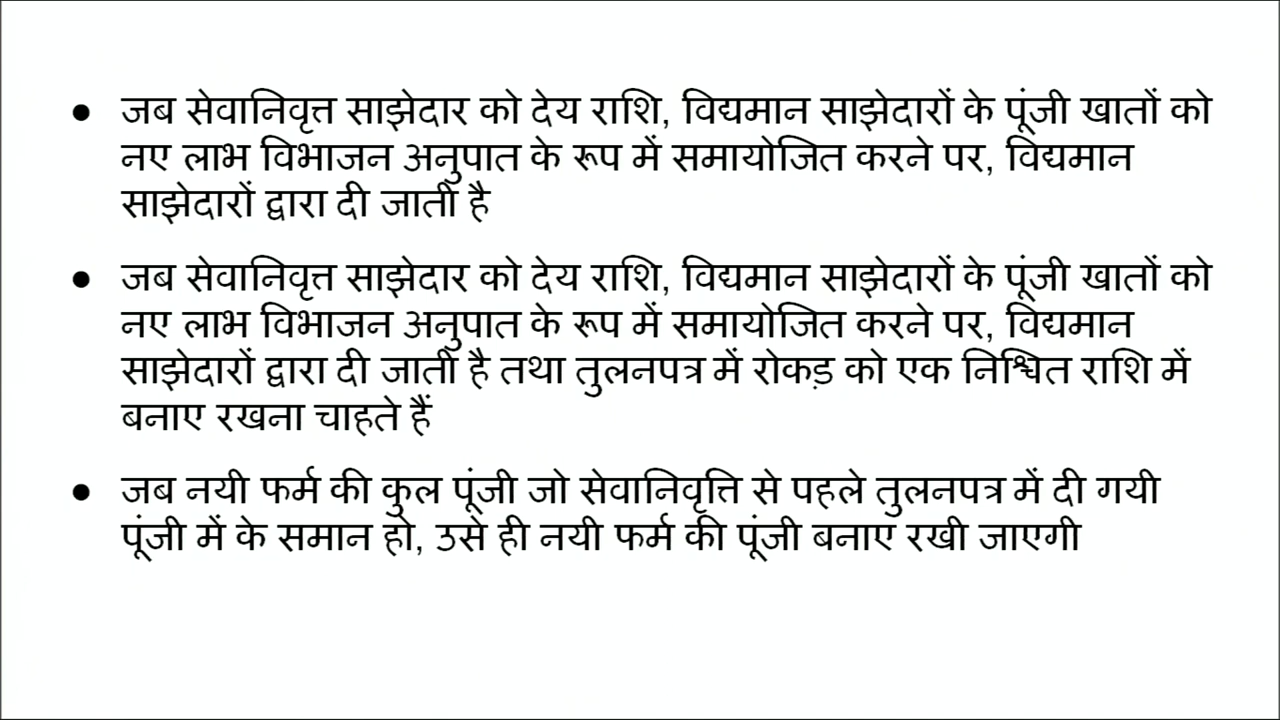 ● जब सेवानिवृत्त साझेदार को देय राशि, विद्यमान साझेदारों के पूंजी खातों को
नए लाभ विभाजन अनुपात के रूप में समायोजित करने पर, विद्यमान
साझेदारों द्वारा दी जाती है
● जब सेवानिवृत्त साझेदार को देय राशि, विद्यमान साझेदारों के पूंजी खातों को
नए लाभ विभाजन अनुपात के रूप में समायोजित करने पर, विद्यमान
साझेदारों द्वारा दी जाती है तथा तुलनपत्र में रोकड़ को एक निश्चित राशि में
बनाए रखना चाहते हैं
● जब नयी फर्म की कुल पूंजी जो सेवानिवृत्ति से पहले तुलनपत्र में दी गयी
पूंजी में के समान हो, उसे ही नयी फर्म की पूंजी बनाए रखी जाएगी